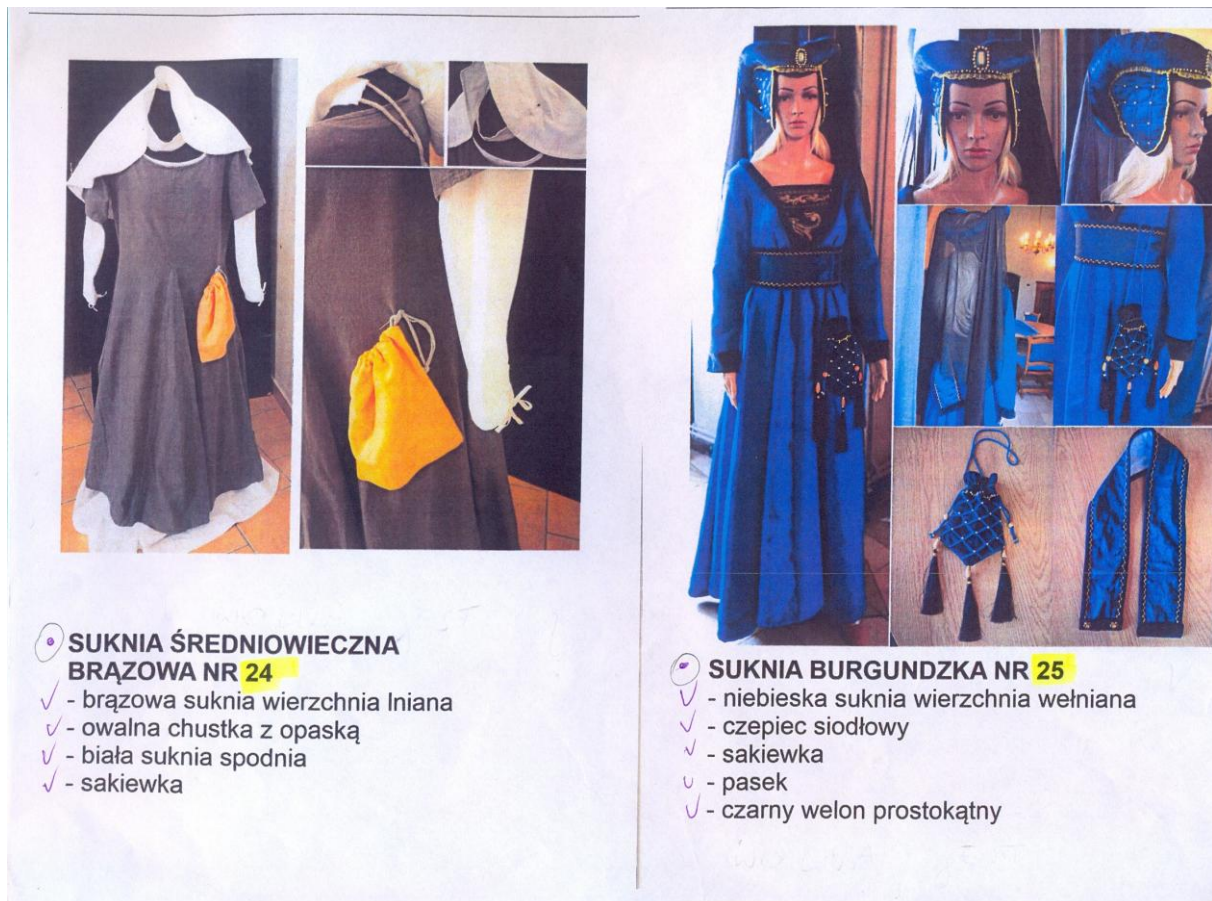 SUKNIA ŚREDNIOWIECZNA
BRĄZOWA NR 24
- brązowa suknia wierzchnia lniana
- owalna chustka z opaską
- biała suknia spodnia
- sakiewka
SUKNIA BURGUNDZKA NR 25
- niebieska suknia wierzchnia wełniana
- czepiec siodłowy
- sakiewka
- pasek
- czarny welon prostokątny